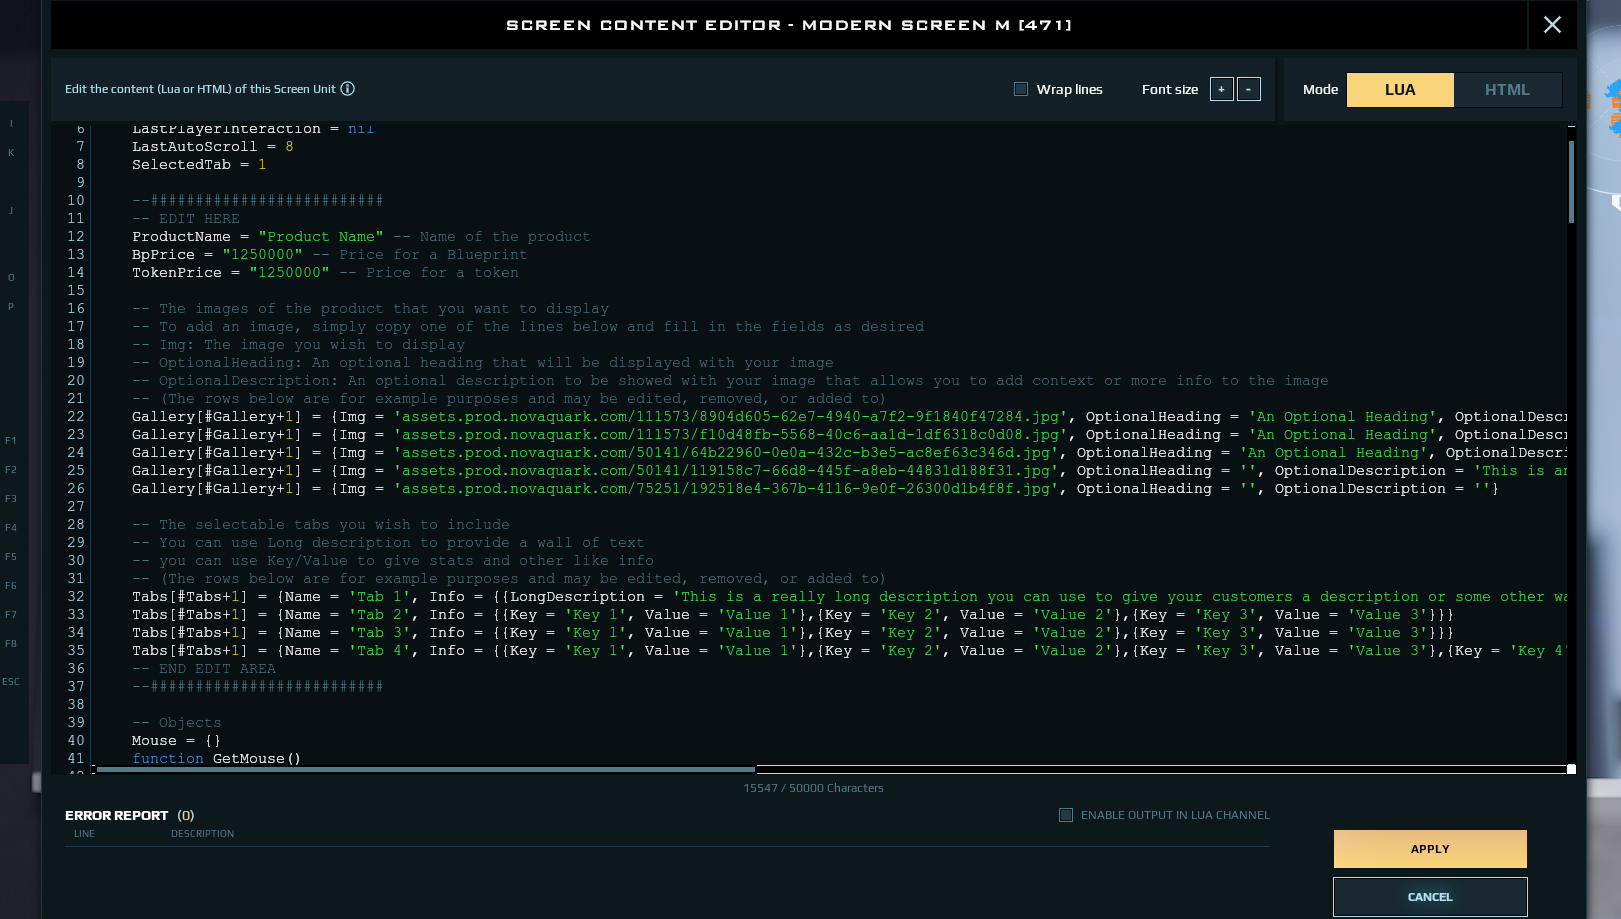 SCREEN CONTENT EDITOR - MODERN SCREEN M [471]
Edit the content (Lua or HTML) of this Screen Unit
Wrap lines
Font size
+
-
Mode
LUA
HTML
6 LastPlayerInteraction = nil
7 LastAutoScroll = 8
8 SelectedTab = 1
9
10 --##########################
11 -- EDIT HERE
12 ProductName = "Product Name" -- Name of the product
13 BpPrice = "1250000" -- Price for a Blueprint
14 TokenPrice = "1250000" -- Price for a token
15
16 -- The images of the product that you want to display
17 -- To add an image, simply copy one of the lines below and fill in the fields as desired
18 -- Img: The image you wish to display
19 -- OptionalHeading: An optional heading that will be displayed with your image
20 -- OptionalDescription: An optional description to be showed with your image that allows you to add context or more info to the image
21 -- (The rows below are for example purposes and may be edited, removed, or added to)
22 Gallery[#Gallery+1] = {Img = 'assets.prod.novaquark.com/111573/8904d605-62e7-4940-a7f2-9f1840f47284.jpg', OptionalHeading = 'An Optional Heading', OptionalDescr
23 Gallery[#Gallery+1] = {Img = 'assets.prod.novaquark.com/111573/f10d48fb-5568-40c6-aa1d-1df6318c0d08.jpg', OptionalHeading = 'An Optional Heading', OptionalDescr
24 Gallery[#Gallery+1] = {Img = 'assets.prod.novaquark.com/50141/64b22960-0e0a-432c-b3e5-ac8ef63c346d.jpg', OptionalHeading = 'An Optional Heading', OptionalDescri
25 Gallery[#Gallery+1] = {Img = 'assets.prod.novaquark.com/50141/119158c7-66d8-445f-a8eb-44831d188f31.jpg', OptionalHeading = '', OptionalDescription = 'This is an
26 Gallery[#Gallery+1] = {Img = 'assets.prod.novaquark.com/75251/192518e4-367b-4116-9e0f-26300d1b4f8f.jpg', OptionalHeading = '', OptionalDescription = ''}
27
28 -- The selectable tabs you wish to include
29 -- You can use Long description to provide a wall of text
30 -- you can use Key/Value to give stats and other like info
31 -- (The rows below are for example purposes and may be edited, removed, or added to)
32 Tabs[#Tabs+1] = {Name = 'Tab 1', Info = {{LongDescription = 'This is a really long description you can use to give your customers a description or some other wa
33 Tabs[#Tabs+1] = {Name = 'Tab 2', Info = {{Key = 'Key 1', Value = 'Value 1'},{Key = 'Key 2', Value = 'Value 2'},{Key = 'Key 3', Value = 'Value 3'}}}
34 Tabs[#Tabs+1] = {Name = 'Tab 3', Info = {{Key = 'Key 1', Value = 'Value 1'},{Key = 'Key 2', Value = 'Value 2'},{Key = 'Key 3', Value = 'Value 3'}}}
35 Tabs[#Tabs+1] = {Name = 'Tab 4', Info = {{Key = 'Key 1', Value = 'Value 1'},{Key = 'Key 2', Value = 'Value 2'},{Key = 'Key 3', Value = 'Value 3'},{Key = 'Key 4'
36 -- END EDIT AREA
37 --##########################
38
39 -- Objects
40 Mouse = {}
41 function GetMouse()
15547 / 50000 Characters
ERROR REPORT (0)
ENABLE OUTPUT IN LUA CHANNEL
LINE DESCRIPTION
APPLY
CANCEL
I
K
J
O
P
F1
F2
F3
F4
F5
F6
F7
F8
ESC